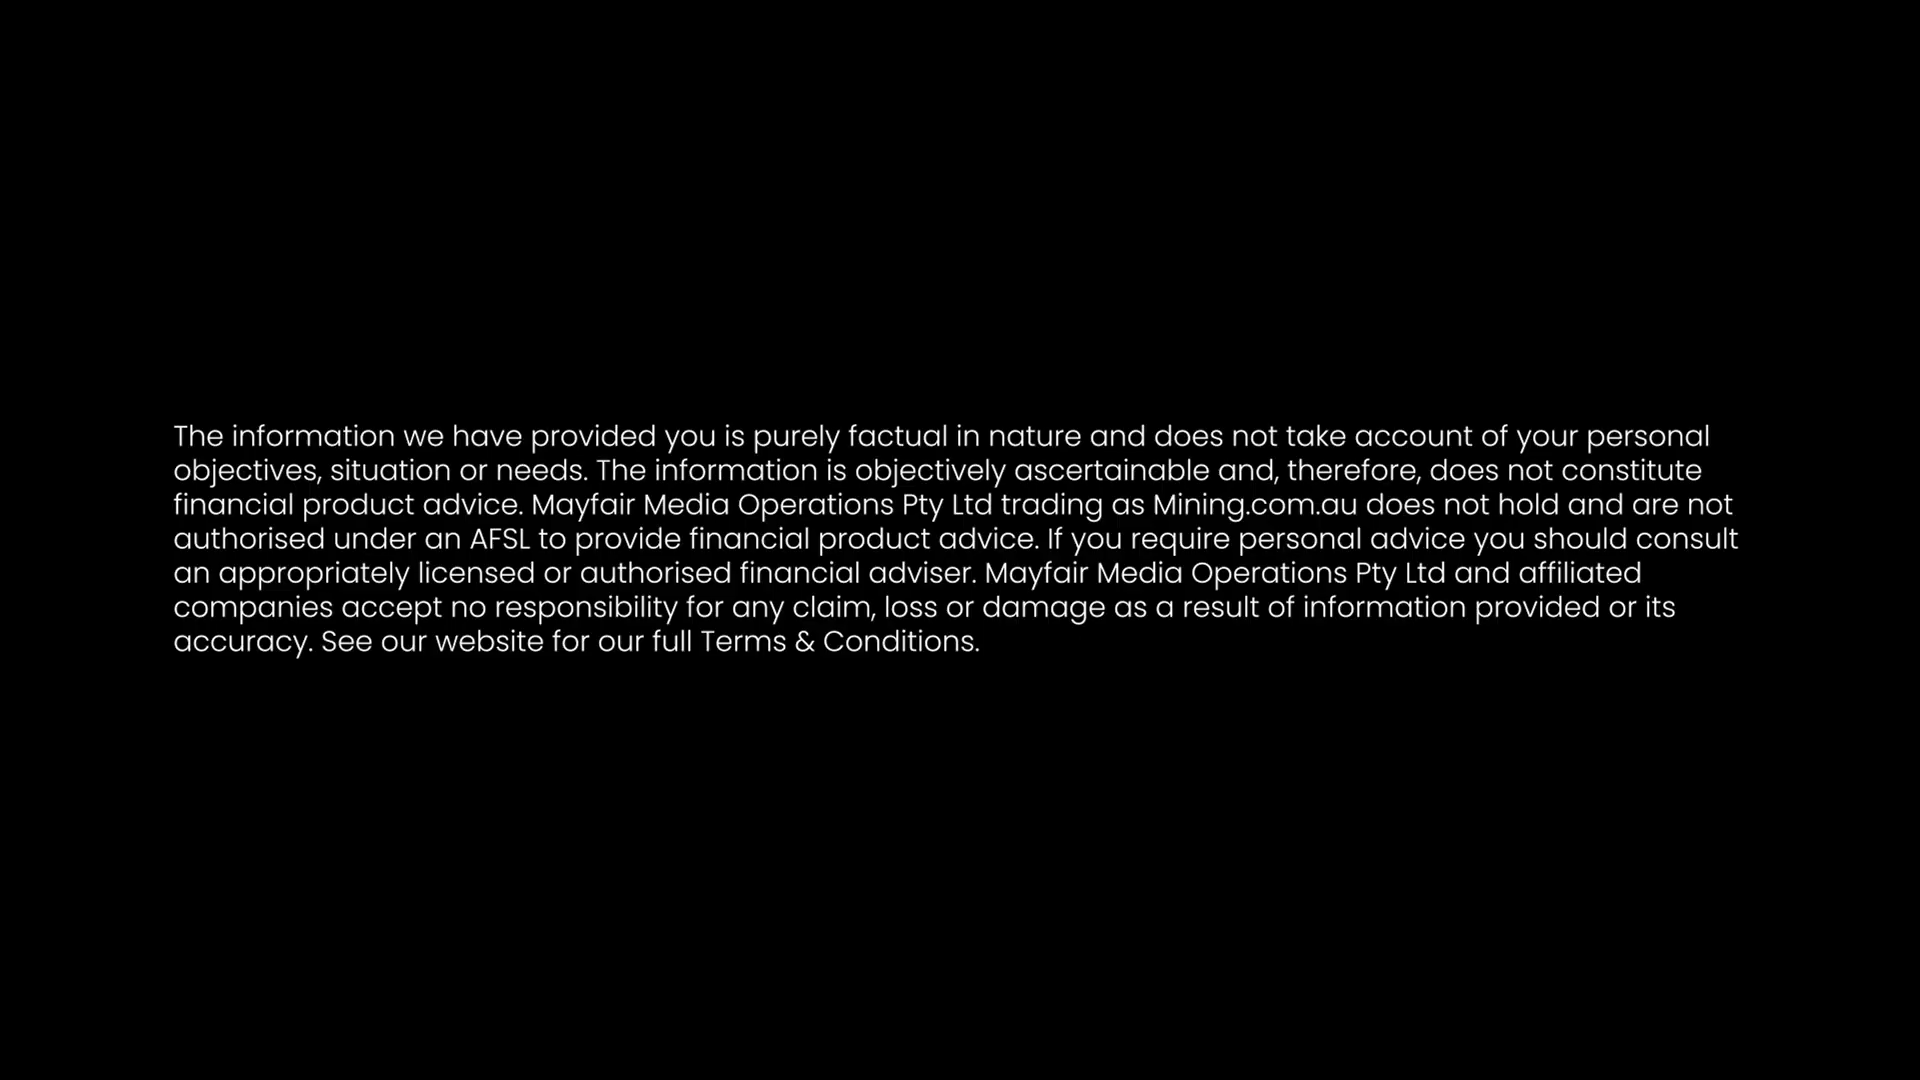 The information we have provided you is purely factual in nature and does not take account of your personal
objectives, situation or needs. The information is objectively ascertainable and, therefore, does not constitute
financial product advice. Mayfair Media Operations Pty Ltd trading as Mining.com.au does not hold and are not
authorised under an AFSL to provide financial product advice. If you require personal advice you should consult
an appropriately licensed or authorised financial adviser. Mayfair Media Operations Pty Ltd and affiliated
companies accept no responsibility for any claim, loss or damage as a result of information provided or its
accuracy. See our website for our full Terms & Conditions.